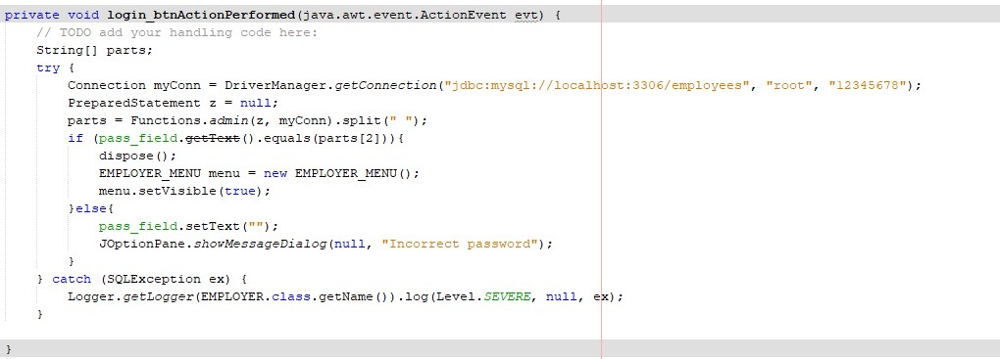 private void login_btnActionPerformed(java.awt.event.ActionEvent evt) {
// TODO add your handling code here:
String[] parts;
try {
Connection myConn = DriverManager.getConnection("jdbc:mysql://localhost:3306/employees", "root", "12345678");
PreparedStatement z = null;
parts = Functions.admin(z, myConn).split(" ");
if (pass_field.getText().equals(parts[2])){
dispose();
EMPLOYER_MENU menu = new EMPLOYER_MENU();
menu.setVisible(true);
}else{
pass_field.setText("");
JOptionPane.showMessageDialog(null, "Incorrect password");
}
} catch (SQLException ex) {
Logger.getLogger(EMPLOYER.class.getName()).log(Level.SEVERE, null, ex);
}
}